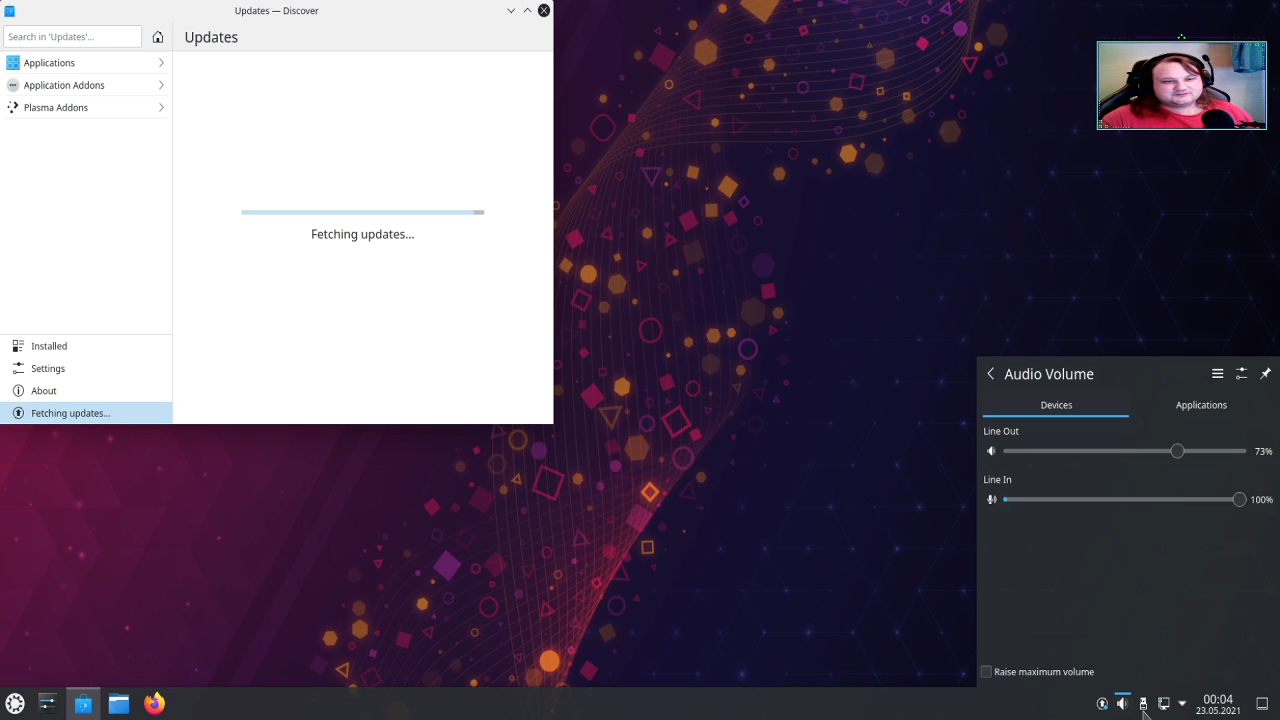 Updates — Discover
Search in 'Updates'...
Updates
Applications
Application Addons
Plasma Addons
Fetching updates...
Installed
Settings
About
Fetching updates...
Audio Volume
Devices
Applications
Line Out
73%
Line In
100%
Raise maximum volume
00:04
23.05.2021